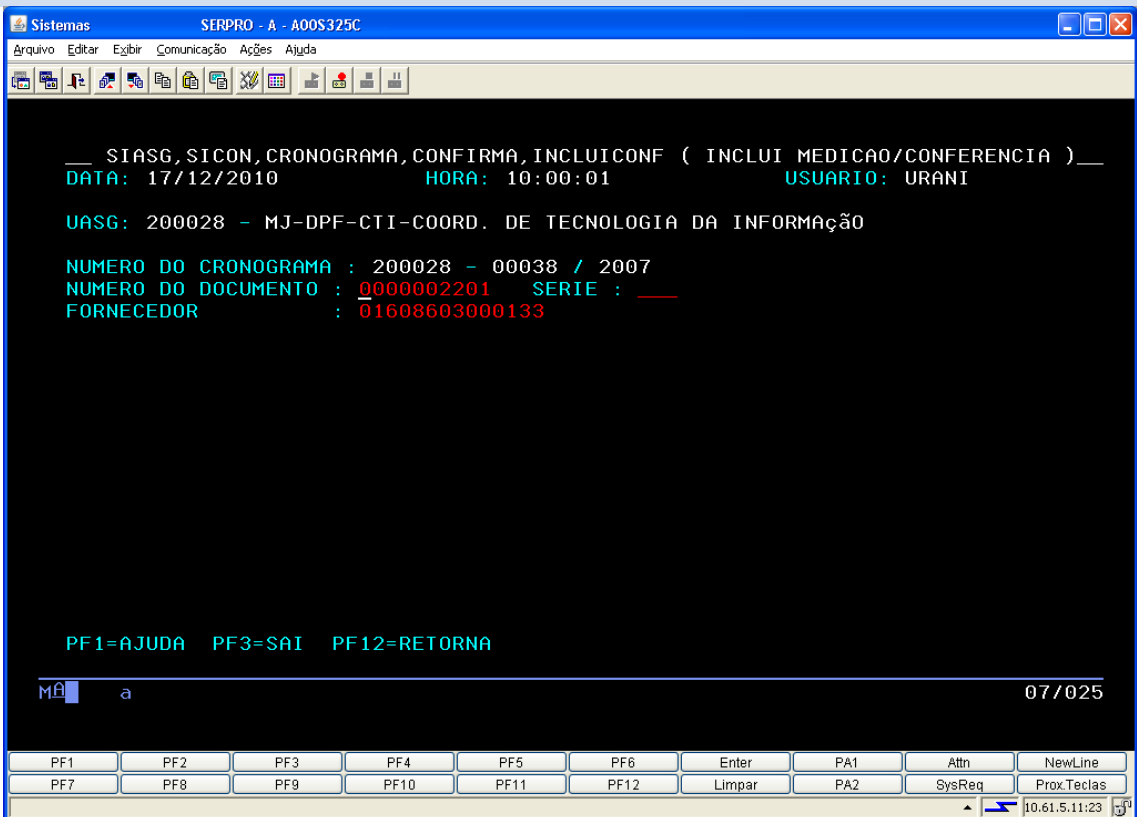 Sistemas SERPRO - A - A00S325C
Arquivo Editar Exibir Comunicação Ações Ajuda
__ SIASG,SICON,CRONOGRAMA,CONFIRMA,INCLUICONF ( INCLUI MEDICAO/CONFERENCIA )__
DATA: 17/12/2010 HORA: 10:00:01 USUARIO: URANI
UASG: 200028 - MJ-DPF-CTI-COORD. DE TECNOLOGIA DA INFORMAçãO
NUMERO DO CRONOGRAMA : 200028 - 00038 / 2007
NUMERO DO DOCUMENTO : 0000002201 SERIE : ___
FORNECEDOR : 01608603000133
PF1=AJUDA PF3=SAI PF12=RETORNA
MA a 07/025
PF1 PF2 PF3 PF4 PF5 PF6 Enter PA1 Attn NewLine
PF7 PF8 PF9 PF10 PF11 PF12 Limpar PA2 SysReq Prox.Teclas
10.61.5.11:23